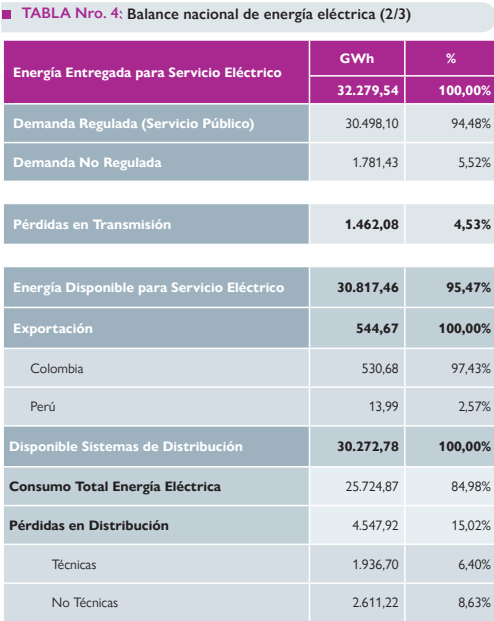 TABLA Nro. 4: Balance nacional de energía eléctrica (2/3)
Energía Entregada para Servicio Eléctrico GWh %
32.279,54 100,00%
Demanda Regulada (Servicio Público) 30.498,10 94,48%
Demanda No Regulada 1.781,43 5,52%
Pérdidas en Transmisión 1.462,08 4,53%
Energía Disponible para Servicio Eléctrico 30.817,46 95,47%
Exportación 544,67 100,00%
Colombia 530,68 97,43%
Perú 13,99 2,57%
Disponible Sistemas de Distribución 30.272,78 100,00%
Consumo Total Energía Eléctrica 25.724,87 84,98%
Pérdidas en Distribución 4.547,92 15,02%
Técnicas 1.936,70 6,40%
No Técnicas 2.611,22 8,63%